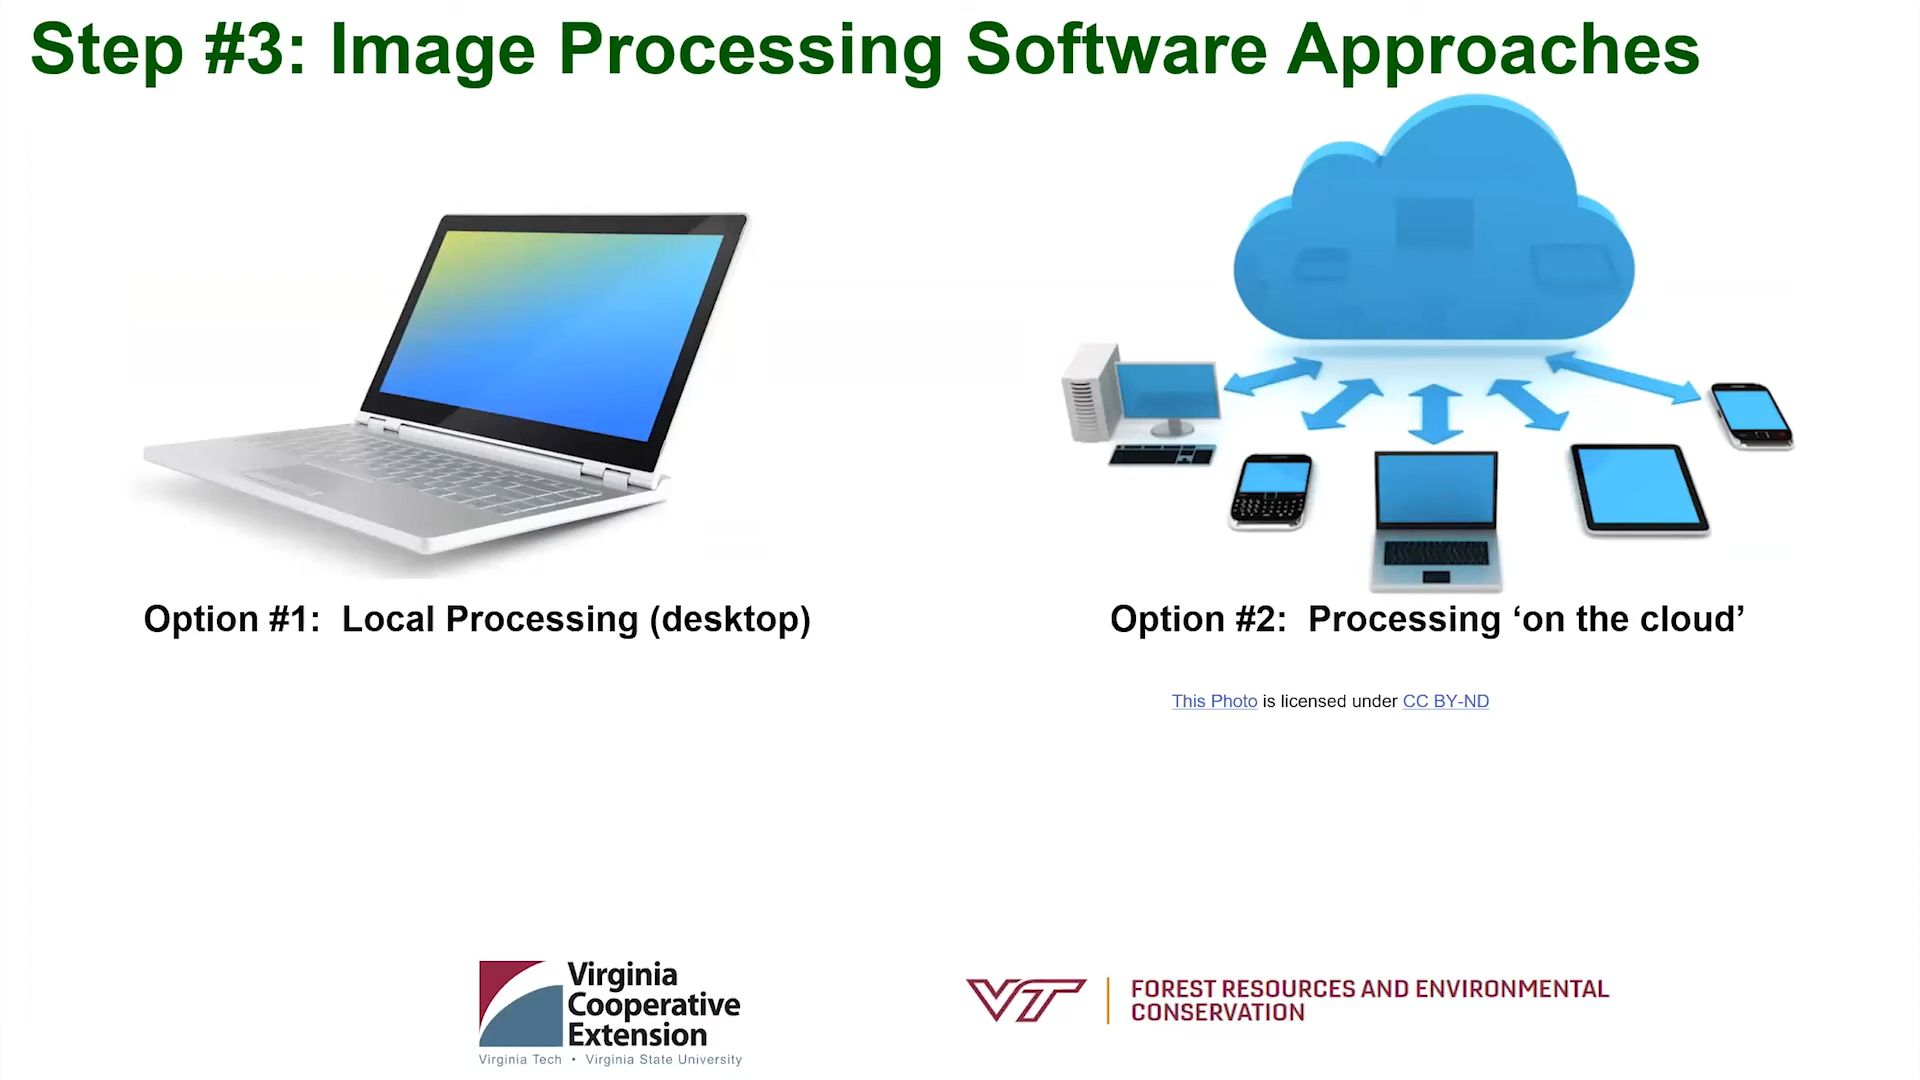 Step #3: Image Processing Software Approaches
Option #1: Local Processing (desktop)
Option #2: Processing ‘on the cloud’
This Photo is licensed under CC BY-ND
Virginia
Cooperative
Extension
Virginia Tech • Virginia State University
VT
FOREST RESOURCES AND ENVIRONMENTAL
CONSERVATION